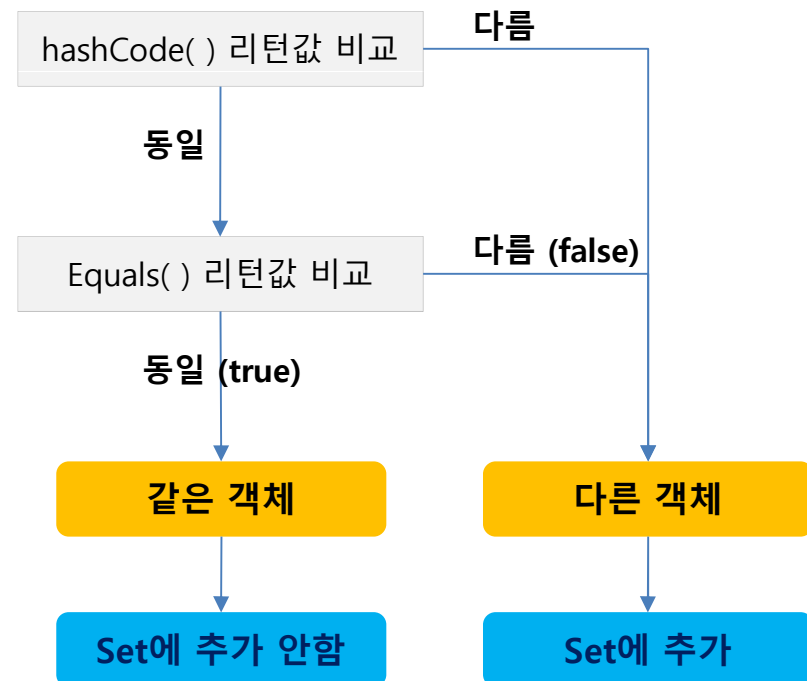 hashCode( ) 리턴값 비교
다름
동일
Equals( ) 리턴값 비교
다름 (false)
동일 (true)
같은 객체
다른 객체
Set에 추가 안함
Set에 추가